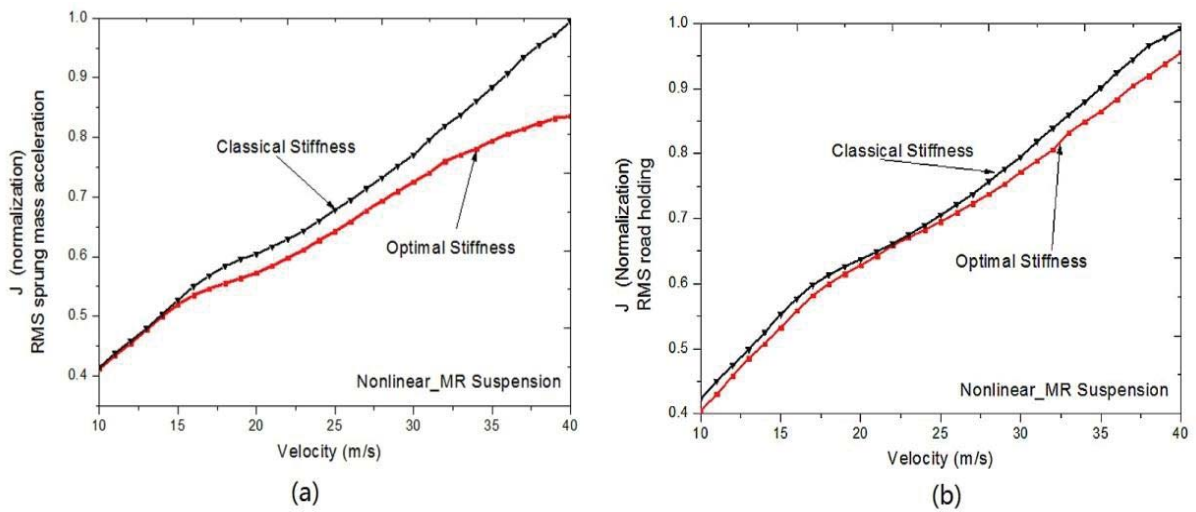 J (normalization)
RMS sprung mass acceleration
1.0
0.9
0.8
0.7
0.6
0.5
0.4
Classical Stiffness
Optimal Stiffness
Nonlinear_MR Suspension
10 15 20 25 30 35 40
Velocity (m/s)
(a)
J (Normalization)
RMS road holding
1.0
0.9
0.8
0.7
0.6
0.5
0.4
Classical Stiffness
Optimal Stiffness
Nonlinear_MR Suspension
10 15 20 25 30 35 40
Velocity (m/s)
(b)